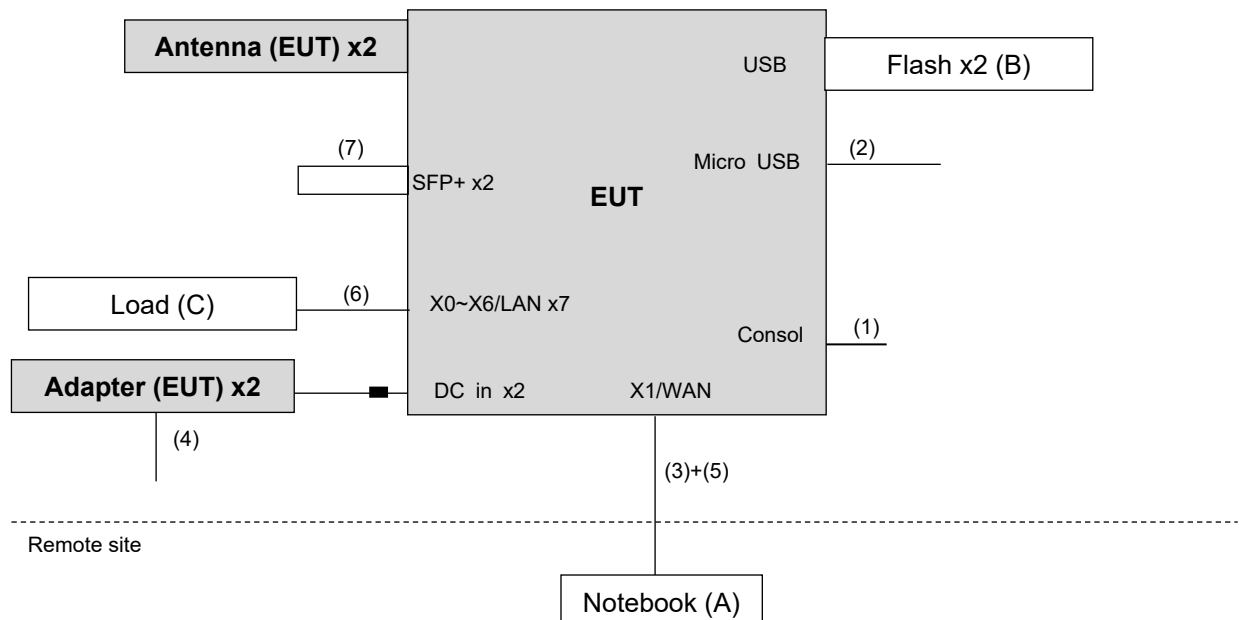 Antenna (EUT) x2
USB
Flash x2 (B)
(7)
Micro USB
(2)
SFP+ x2
EUT
Load (C)
(6)
X0~X6/LAN x7
Consol
(1)
Adapter (EUT) x2
DC in x2
X1/WAN
(4)
(3)+(5)
Remote site
Notebook (A)